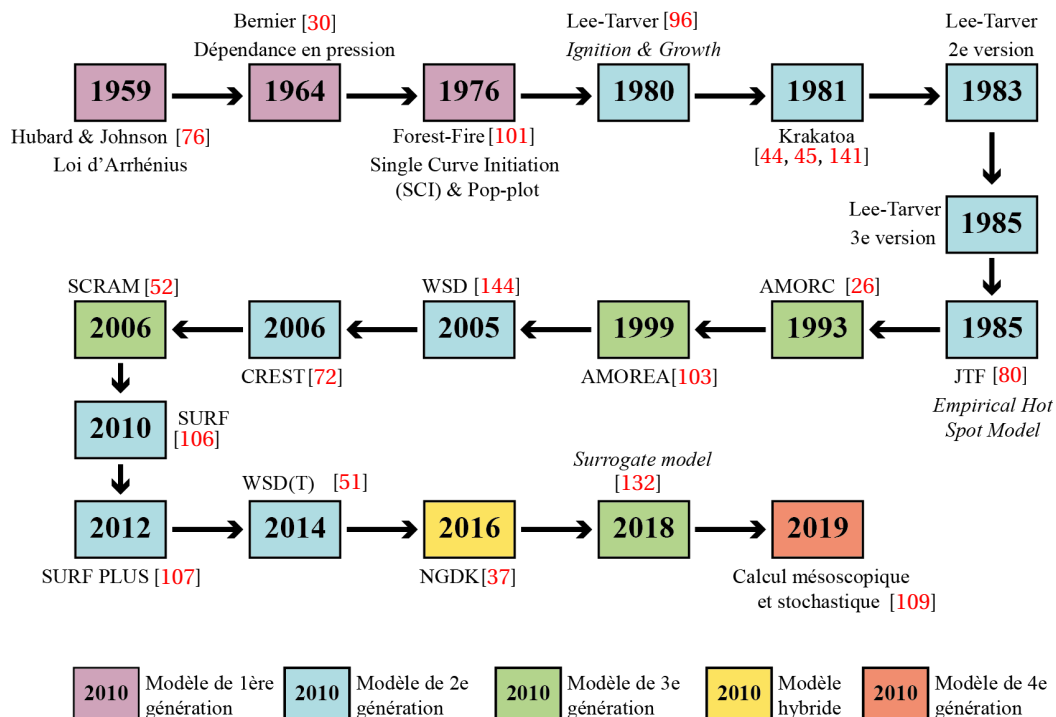 Bernier [30]
Dépendance en pression
Lee-Tarver [96]
Ignition & Growth
Lee-Tarver
2e version
1959
1964
1976
1980
1981
1983
Hubard & Johnson [76]
Loi d'Arrhénius
Forest-Fire [101]
Single Curve Initiation
(SCI) & Pop-plot
Krakatoa
[44, 45, 141]
Lee-Tarver
3e version
1985
SCRAM [52]
WSD [144]
AMORC [26]
2006
2006
2005
1999
1993
1985
CREST [72]
AMOREA [103]
JTF [80]
Empirical Hot
Spot Model
2010
SURF
[106]
WSD(T) [51]
Surrogate model
[132]
2012
2014
2016
2018
2019
SURF PLUS [107]
NGDK [37]
Calcul mésoscopique
et stochastique [109]
2010 Modèle de 1ère
génération
2010 Modèle de 2e
génération
2010 Modèle de 3e
génération
2010 Modèle
hybride
2010 Modèle de 4e
génération